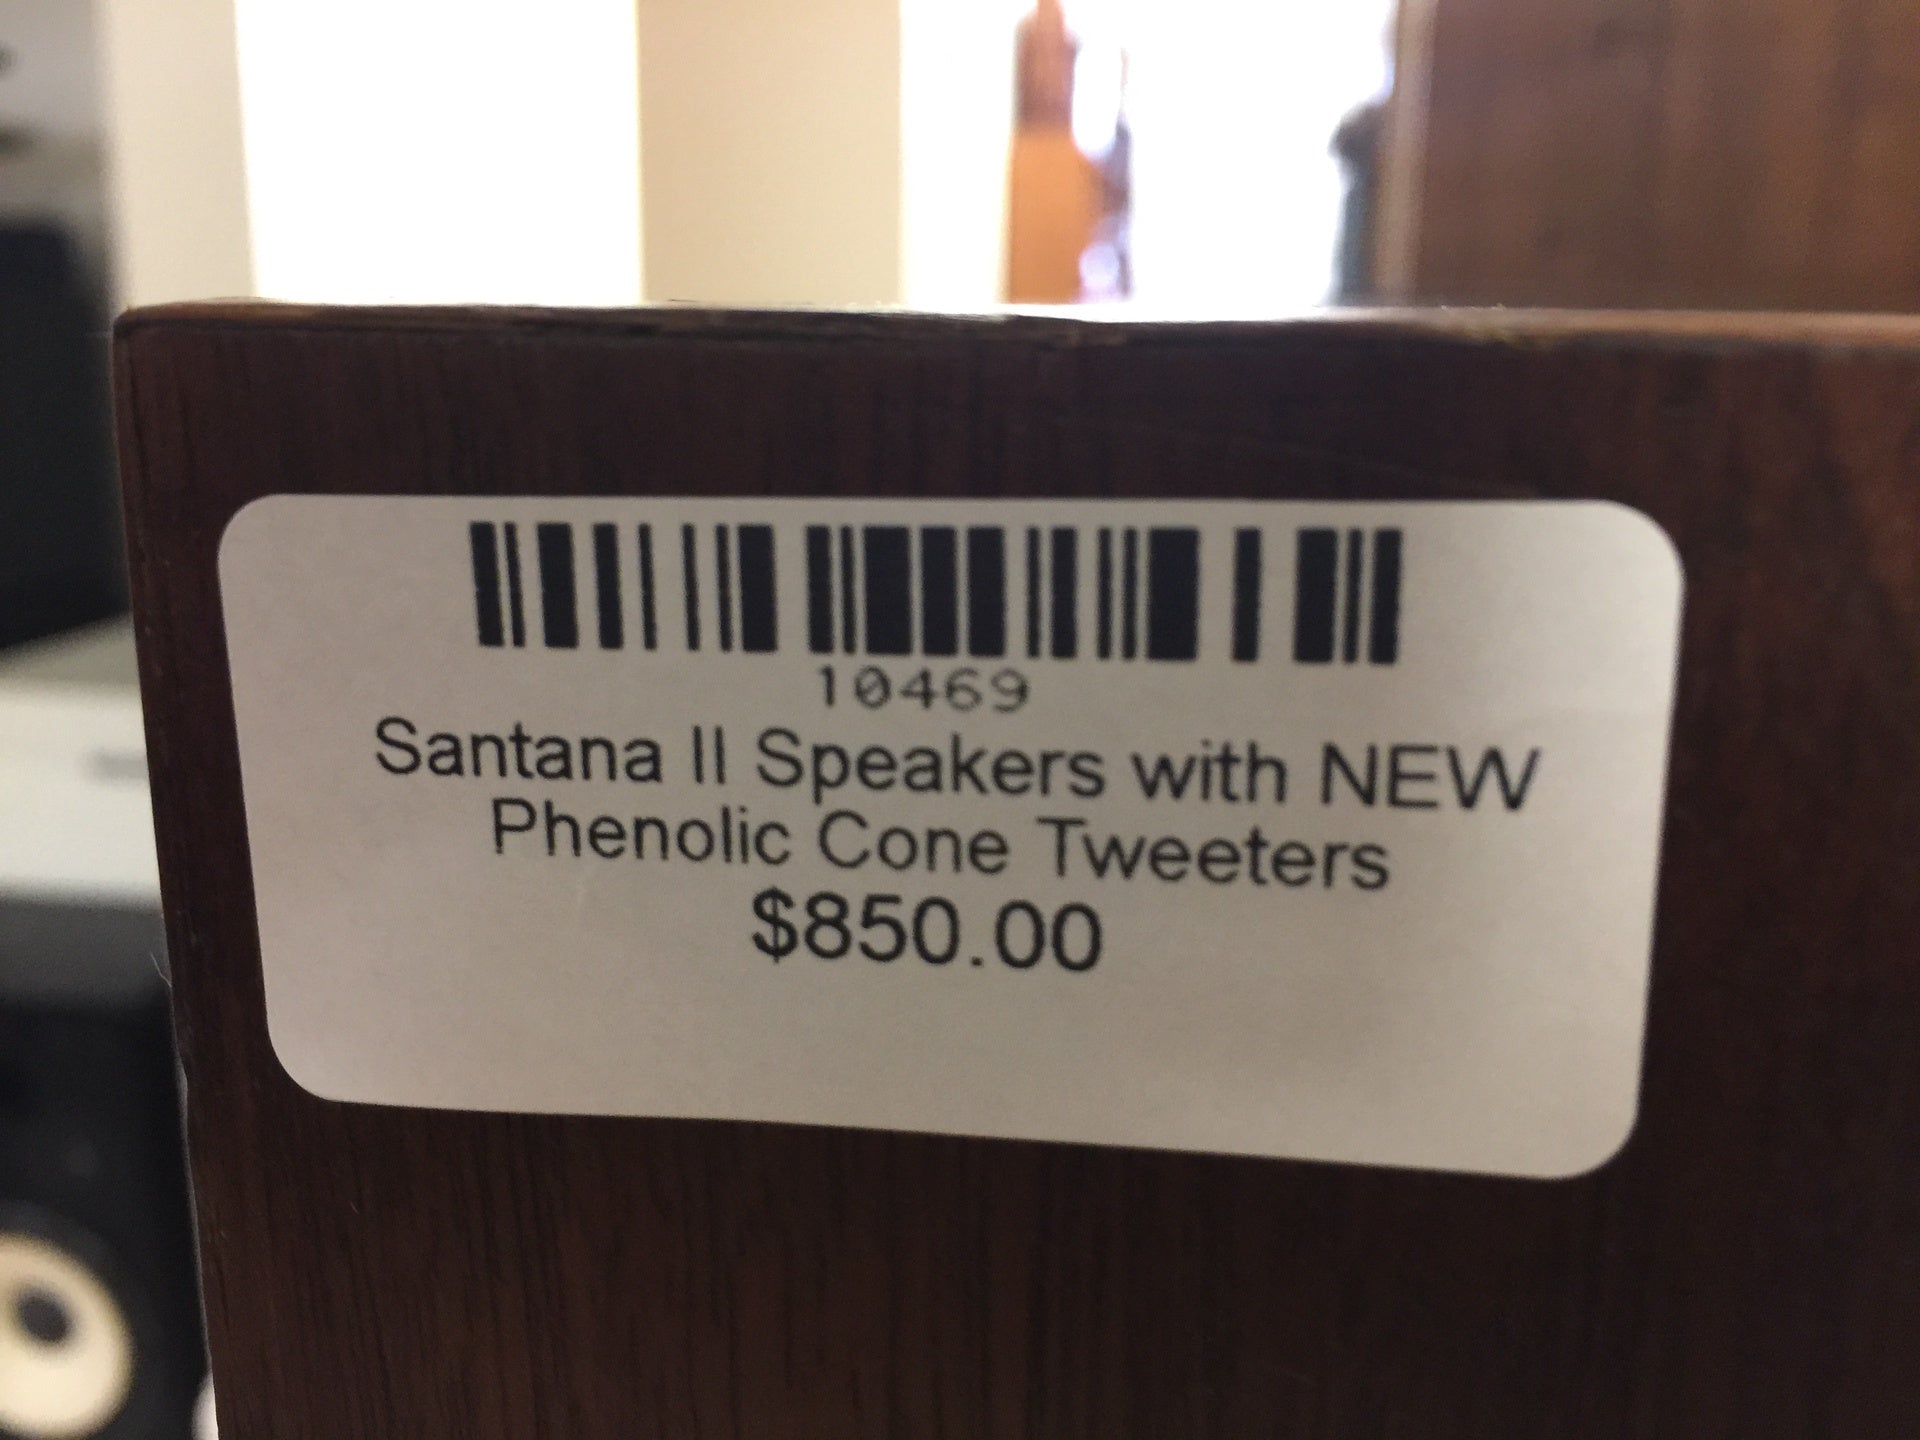 10469
Santana II Speakers with NEW
Phenolic Cone Tweeters
$850.00